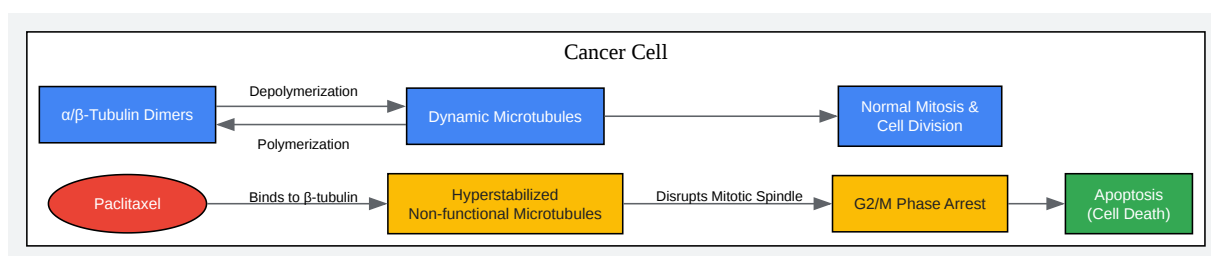 Cancer Cell
Depolymerization
α/β-Tubulin Dimers
Dynamic Microtubules
Normal Mitosis &
Cell Division
Polymerization
Paclitaxel
Binds to β-tubulin
Hyperstabilized
Non-functional Microtubules
Disrupts Mitotic Spindle
G2/M Phase Arrest
Apoptosis
(Cell Death)